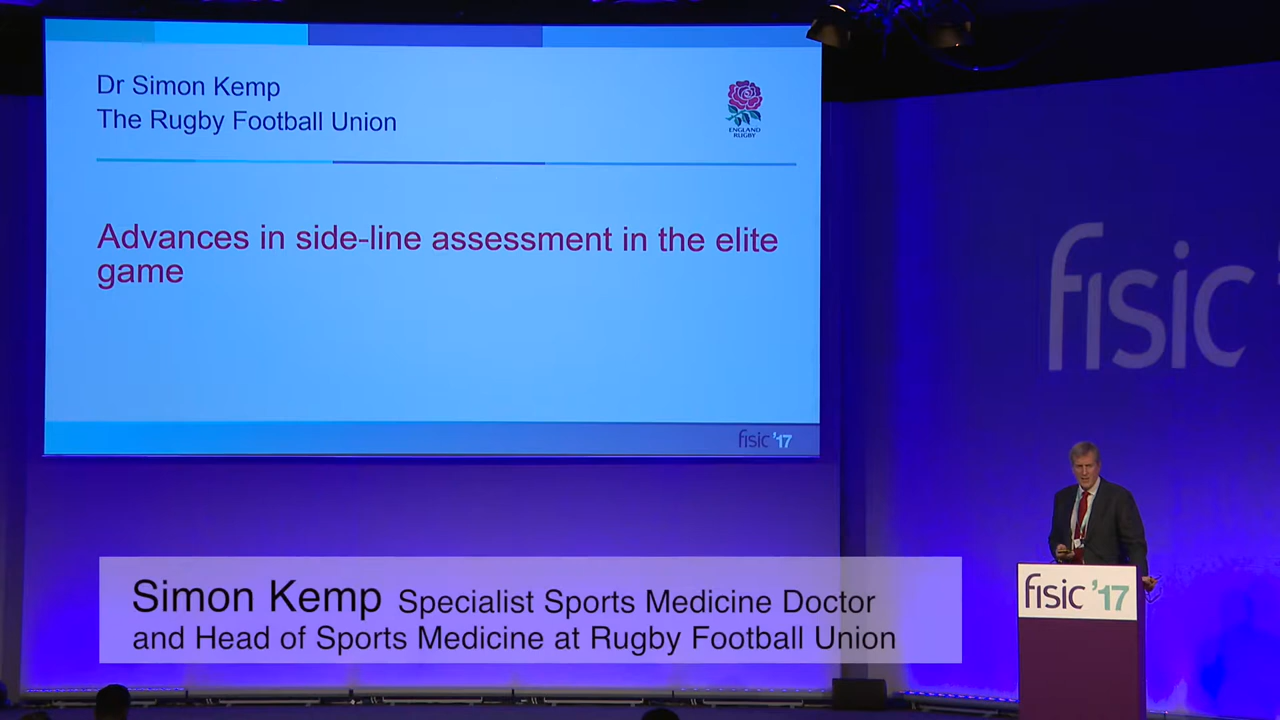 Dr Simon Kemp
The Rugby Football Union
ENGLAND
RUGBY
Advances in side-line assessment in the elite
game
fisic '17
fisic
Simon Kemp Specialist Sports Medicine Doctor
and Head of Sports Medicine at Rugby Football Union
fisic '17